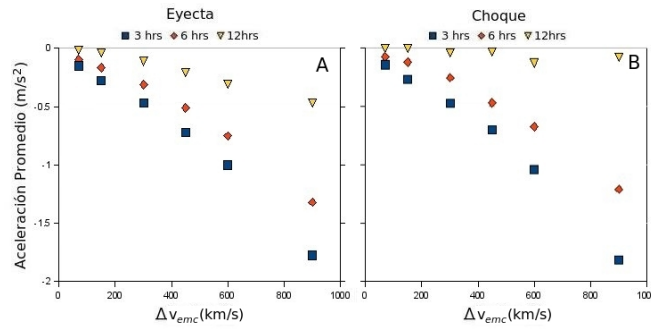 Eyecta
Choque
3 hrs 6 hrs 12hrs
3 hrs 6 hrs 12hrs
0
-0.5
-1
-1.5
-2
Aceleración Promedio (m/s²)
A
B
0 200 400 600 800 1000
0 200 400 600 800 1000
Δv_emc(km/s)
Δv_emc(km/s)